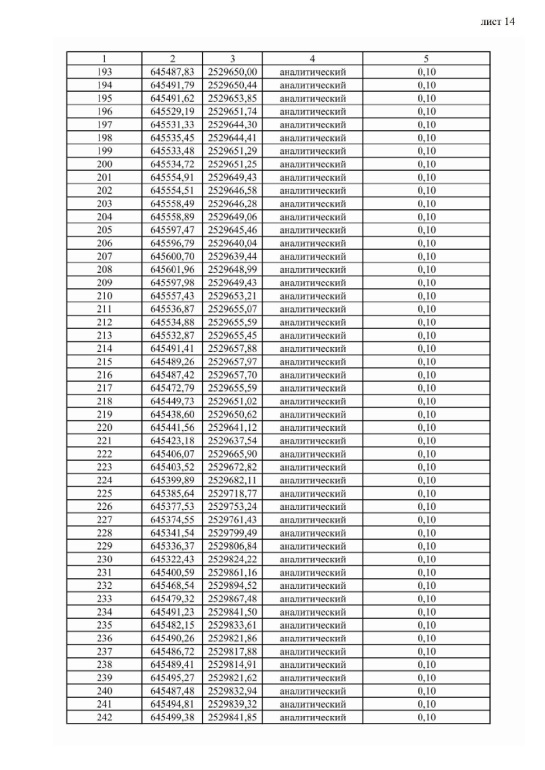 лист 14
1 2 3 4 5
193 645487,83 2529650,00 аналитический 0,10
194 645491,79 2529650,44 аналитический 0,10
195 645491,62 2529653,85 аналитический 0,10
196 645529,19 2529651,74 аналитический 0,10
197 645531,33 2529644,30 аналитический 0,10
198 645535,45 2529644,41 аналитический 0,10
199 645533,48 2529651,29 аналитический 0,10
200 645534,72 2529651,25 аналитический 0,10
201 645554,91 2529649,43 аналитический 0,10
202 645554,51 2529646,58 аналитический 0,10
203 645558,49 2529646,28 аналитический 0,10
204 645558,89 2529649,06 аналитический 0,10
205 645597,47 2529645,46 аналитический 0,10
206 645596,79 2529640,04 аналитический 0,10
207 645600,70 2529639,44 аналитический 0,10
208 645601,96 2529648,99 аналитический 0,10
209 645597,98 2529649,43 аналитический 0,10
210 645557,43 2529653,21 аналитический 0,10
211 645536,87 2529655,07 аналитический 0,10
212 645534,88 2529655,59 аналитический 0,10
213 645532,87 2529655,45 аналитический 0,10
214 645491,41 2529657,88 аналитический 0,10
215 645489,26 2529657,97 аналитический 0,10
216 645487,42 2529657,70 аналитический 0,10
217 645472,79 2529655,59 аналитический 0,10
218 645449,73 2529651,02 аналитический 0,10
219 645438,60 2529650,62 аналитический 0,10
220 645441,56 2529641,12 аналитический 0,10
221 645423,18 2529637,54 аналитический 0,10
222 645406,07 2529665,90 аналитический 0,10
223 645403,52 2529672,82 аналитический 0,10
224 645399,89 2529682,11 аналитический 0,10
225 645385,64 2529718,77 аналитический 0,10
226 645377,53 2529753,24 аналитический 0,10
227 645374,55 2529761,43 аналитический 0,10
228 645341,54 2529799,49 аналитический 0,10
229 645336,37 2529806,84 аналитический 0,10
230 645322,43 2529824,22 аналитический 0,10
231 645400,59 2529861,16 аналитический 0,10
232 645468,54 2529894,52 аналитический 0,10
233 645479,32 2529867,48 аналитический 0,10
234 645491,23 2529841,50 аналитический 0,10
235 645482,15 2529833,61 аналитический 0,10
236 645490,26 2529821,86 аналитический 0,10
237 645486,72 2529817,88 аналитический 0,10
238 645489,41 2529814,91 аналитический 0,10
239 645495,27 2529821,62 аналитический 0,10
240 645487,48 2529832,94 аналитический 0,10
241 645494,81 2529839,32 аналитический 0,10
242 645499,38 2529841,85 аналитический 0,10